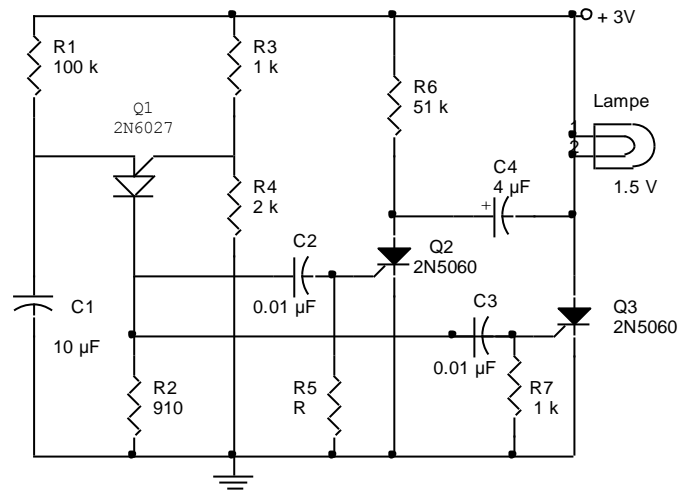 + 3V
R1
100 k
R3
1 k
Q1
2N6027
R6
51 k
Lampe
1
2
1.5 V
C4
4 µF
+
R4
2 k
C2
0.01 µF
Q2
2N5060
C1
10 µF
C3
0.01 µF
Q3
2N5060
R2
910
R5
R
R7
1 k